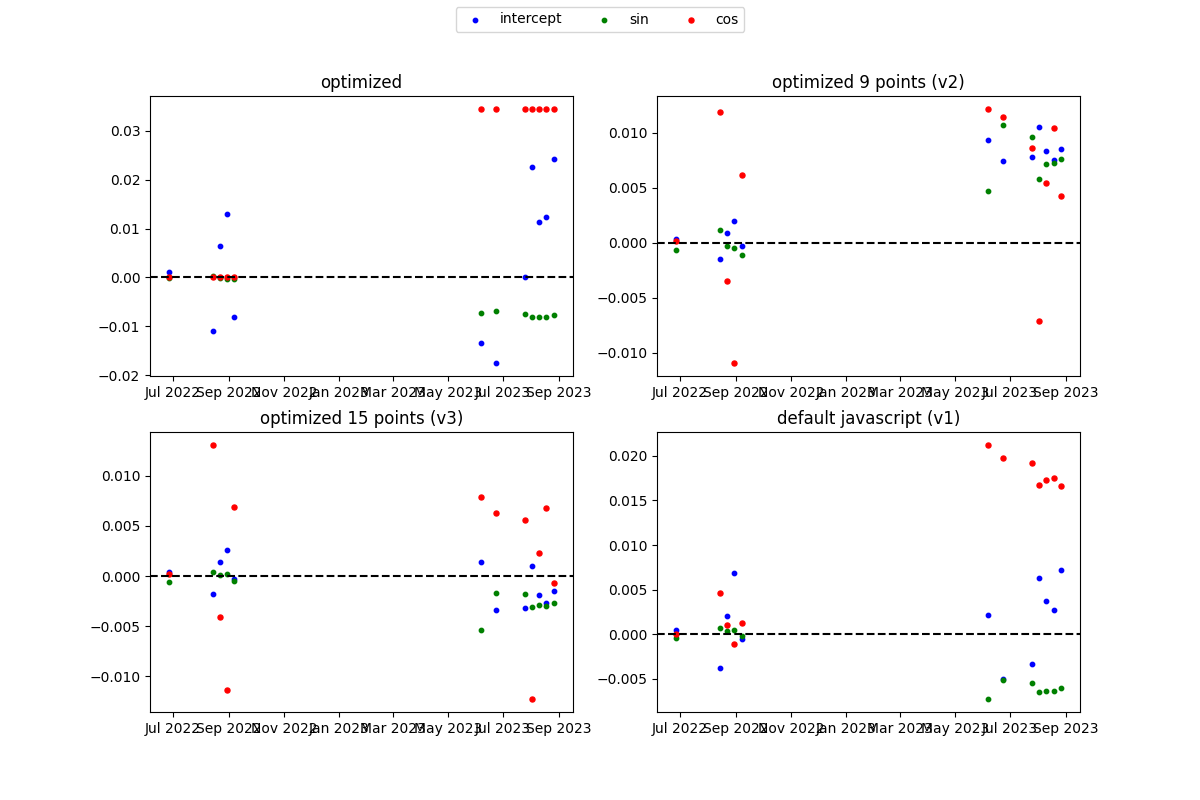 intercept sin cos
optimized
0.03
0.02
0.01
0.00
−0.01
−0.02
Jul 2022 Sep 2022 Nov 2022 Jan 2023 Mar 2023 May 2023 Jul 2023 Sep 2023
optimized 9 points (v2)
0.010
0.005
0.000
−0.005
−0.010
Jul 2022 Sep 2022 Nov 2022 Jan 2023 Mar 2023 May 2023 Jul 2023 Sep 2023
optimized 15 points (v3)
0.010
0.005
0.000
−0.005
−0.010
Jul 2022 Sep 2022 Nov 2022 Jan 2023 Mar 2023 May 2023 Jul 2023 Sep 2023
default javascript (v1)
0.020
0.015
0.010
0.005
0.000
−0.005
Jul 2022 Sep 2022 Nov 2022 Jan 2023 Mar 2023 May 2023 Jul 2023 Sep 2023